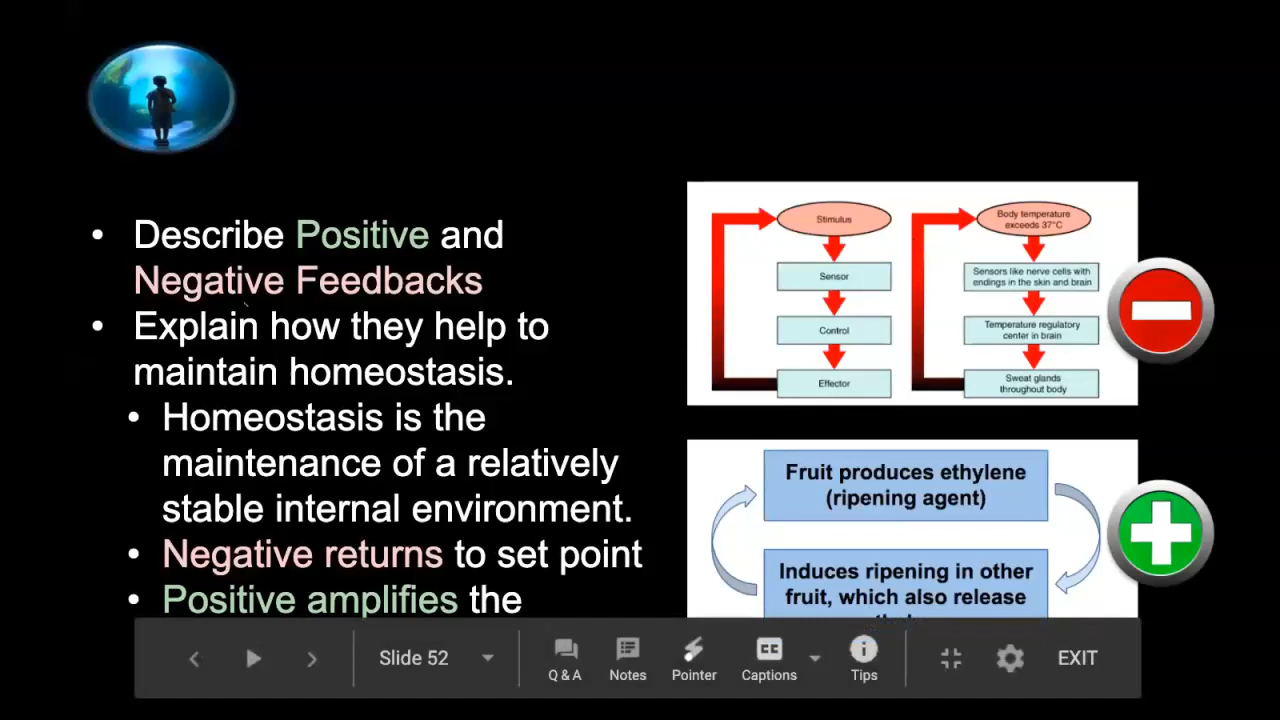 Describe Positive and
Negative Feedbacks
Explain how they help to
maintain homeostasis.
Homeostasis is the
maintenance of a relatively
stable internal environment.
Negative returns to set point
Positive amplifies the
Stimulus
Sensor
Control
Effector
Body temperature
exceeds 37°C
Sensors like nerve cells with
endings in the skin and brain
Temperature regulatory
center in brain
Sweat glands
throughout body
Fruit produces ethylene
(ripening agent)
Induces ripening in other
fruit, which also release
Slide 52
Q & A
Notes
Pointer
CC
Captions
Tips
EXIT